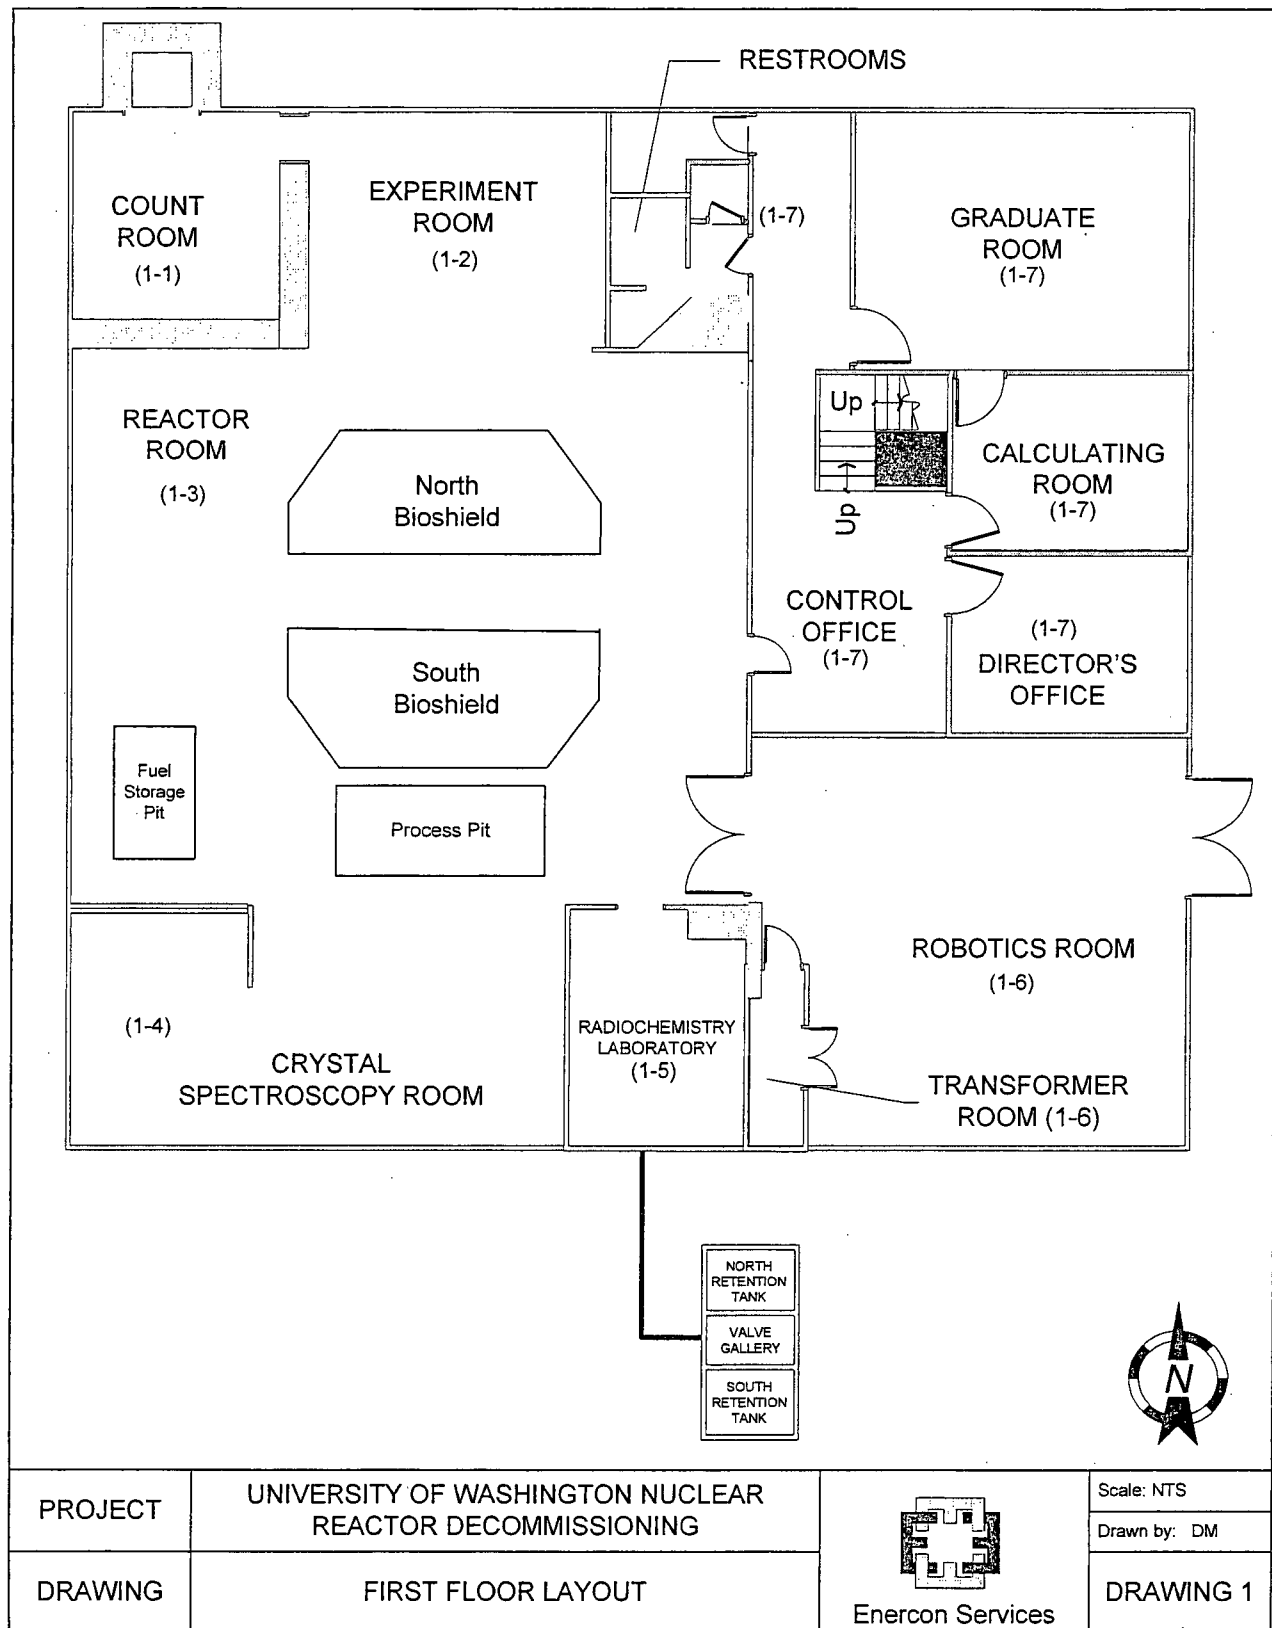 RESTROOMS
COUNT
ROOM
(1-1)
EXPERIMENT
ROOM
(1-2)
(1-7)
GRADUATE
ROOM
(1-7)
REACTOR
ROOM
(1-3)
North
Bioshield
Up
Up
CALCULATING
ROOM
(1-7)
CONTROL
OFFICE
(1-7)
(1-7)
DIRECTOR'S
OFFICE
South
Bioshield
Fuel
Storage
Pit
Process Pit
ROBOTICS ROOM
(1-6)
(1-4)
CRYSTAL
SPECTROSCOPY ROOM
RADIOCHEMISTRY
LABORATORY
(1-5)
TRANSFORMER
ROOM (1-6)
NORTH
RETENTION
TANK
VALVE
GALLERY
SOUTH
RETENTION
TANK
N
PROJECT
UNIVERSITY OF WASHINGTON NUCLEAR
REACTOR DECOMMISSIONING
DRAWING
FIRST FLOOR LAYOUT
Enercon Services
Scale: NTS
Drawn by: DM
DRAWING 1